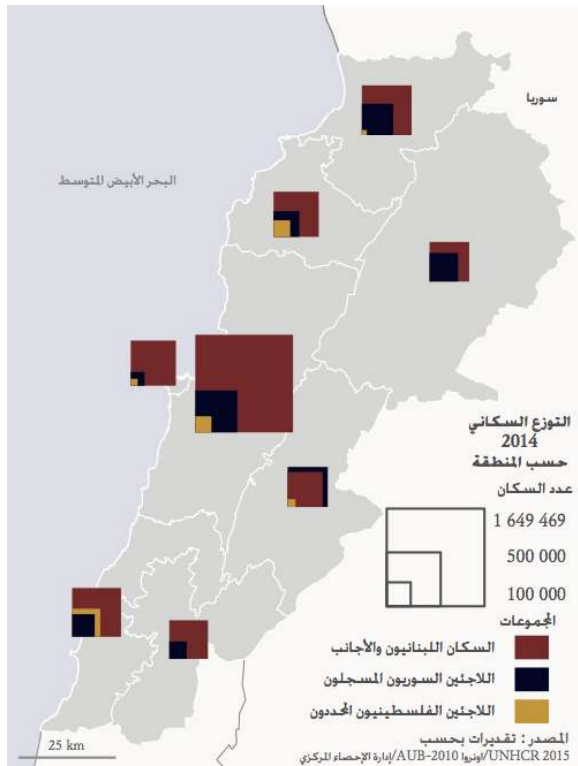 سوريا
البحر الأبيض المتوسط
التوزع السكاني
2014
حسب المنطقة
عدد السكان
1 649 469
500 000
100 000
المجموعات
السكان اللبنانيون والأجانب
اللاجئين السوريون المسجلون
اللاجئين الفلسطينيون المحددون
المصدر : تقديرات بحسب
UNHCR 2015/اونروا AUB-2010/إدارة الإحصاء المركزي
25 km